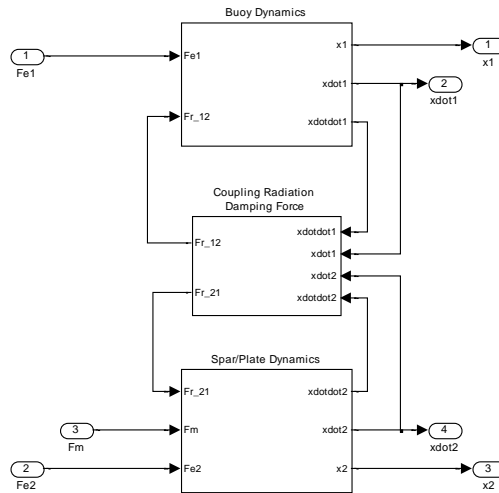 Buoy Dynamics
1
Fe1
Fe1
x1
1
x1
xdot1
2
xdot1
Fr_12
xdotdot1
Coupling Radiation
Damping Force
xdotdot1
Fr_12
xdot1
xdot2
Fr_21
xdotdot2
Spar/Plate Dynamics
Fr_21
xdotdot2
3
Fm
Fm
xdot2
4
xdot2
2
Fe2
Fe2
x2
3
x2